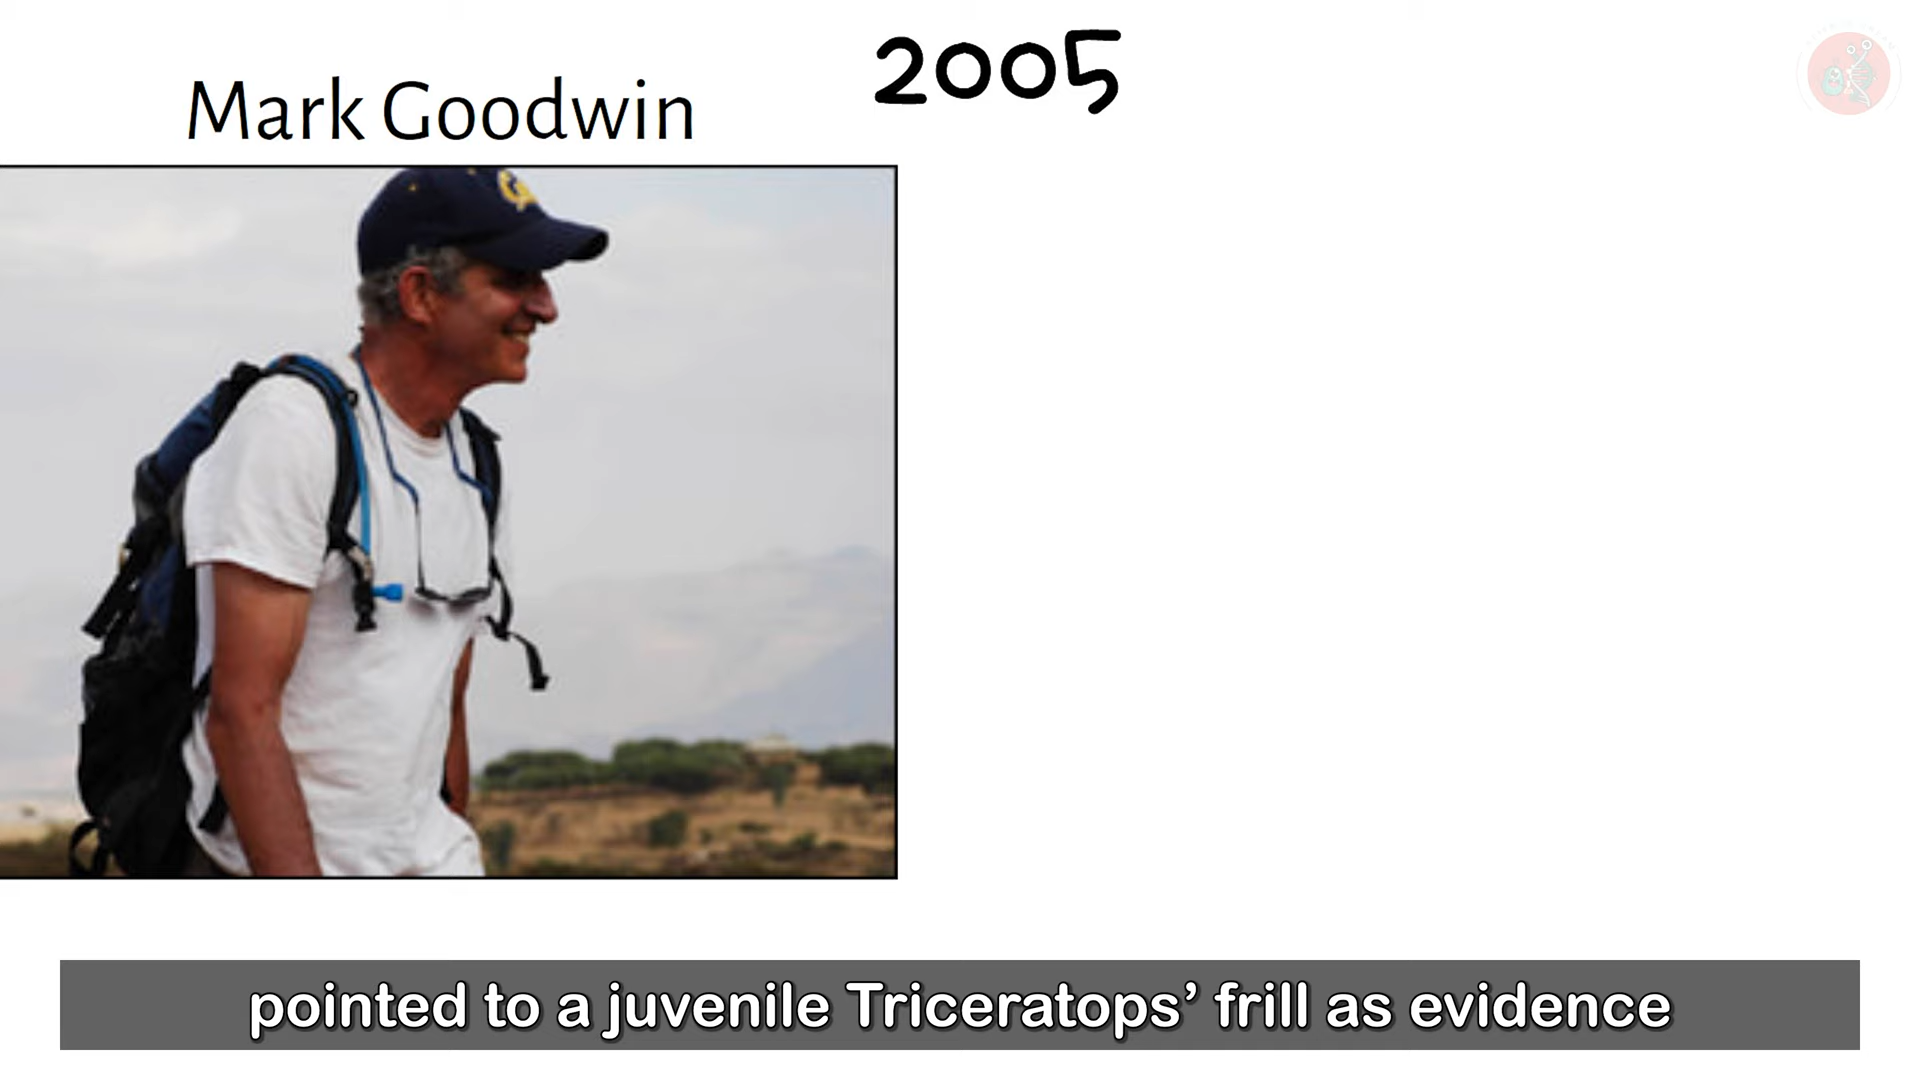 2005
Mark Goodwin
pointed to a juvenile Triceratops’ frill as evidence